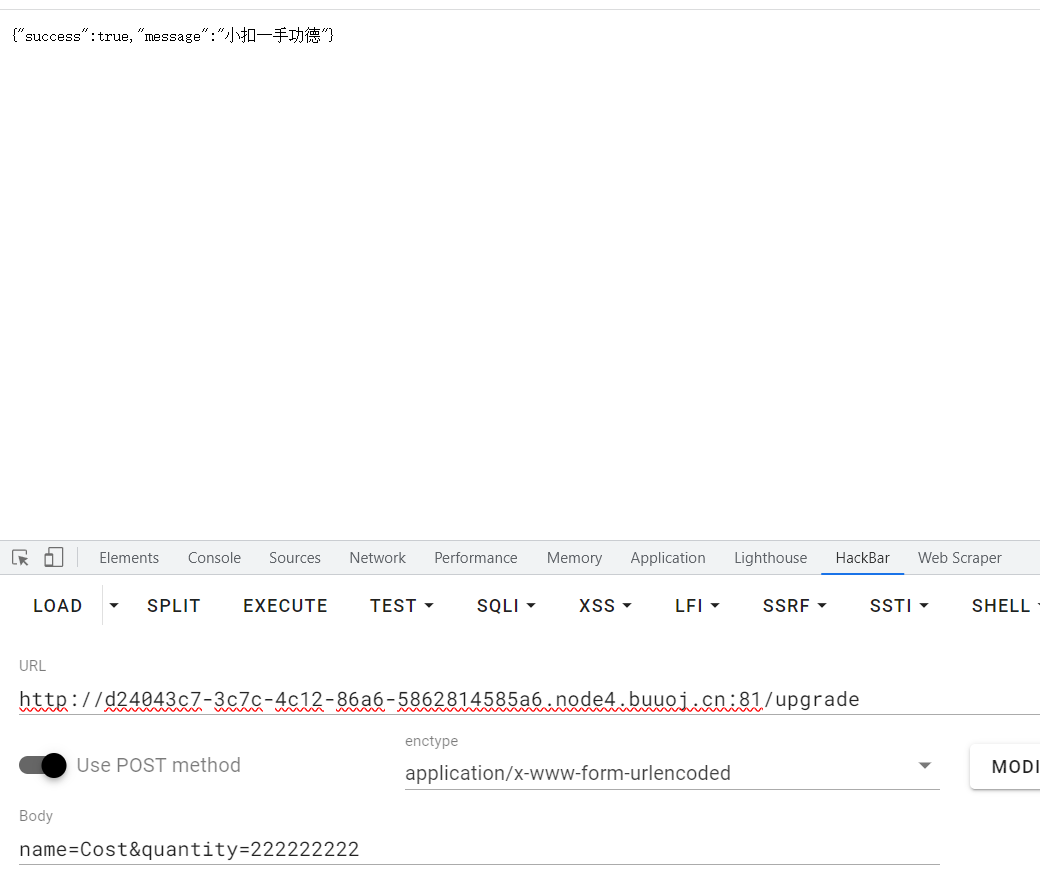 {"success":true,"message":"小扣一手功德"}
Elements Console Sources Network Performance Memory Application Lighthouse HackBar Web Scraper
LOAD SPLIT EXECUTE TEST SQLI XSS LFI SSRF SSTI SHELL
URL
http://d24043c7-3c7c-4c12-86a6-5862814585a6.node4.buuoj.cn:81/upgrade
enctype
Use POST method
application/x-www-form-urlencoded
MODI
Body
name=Cost&quantity=222222222